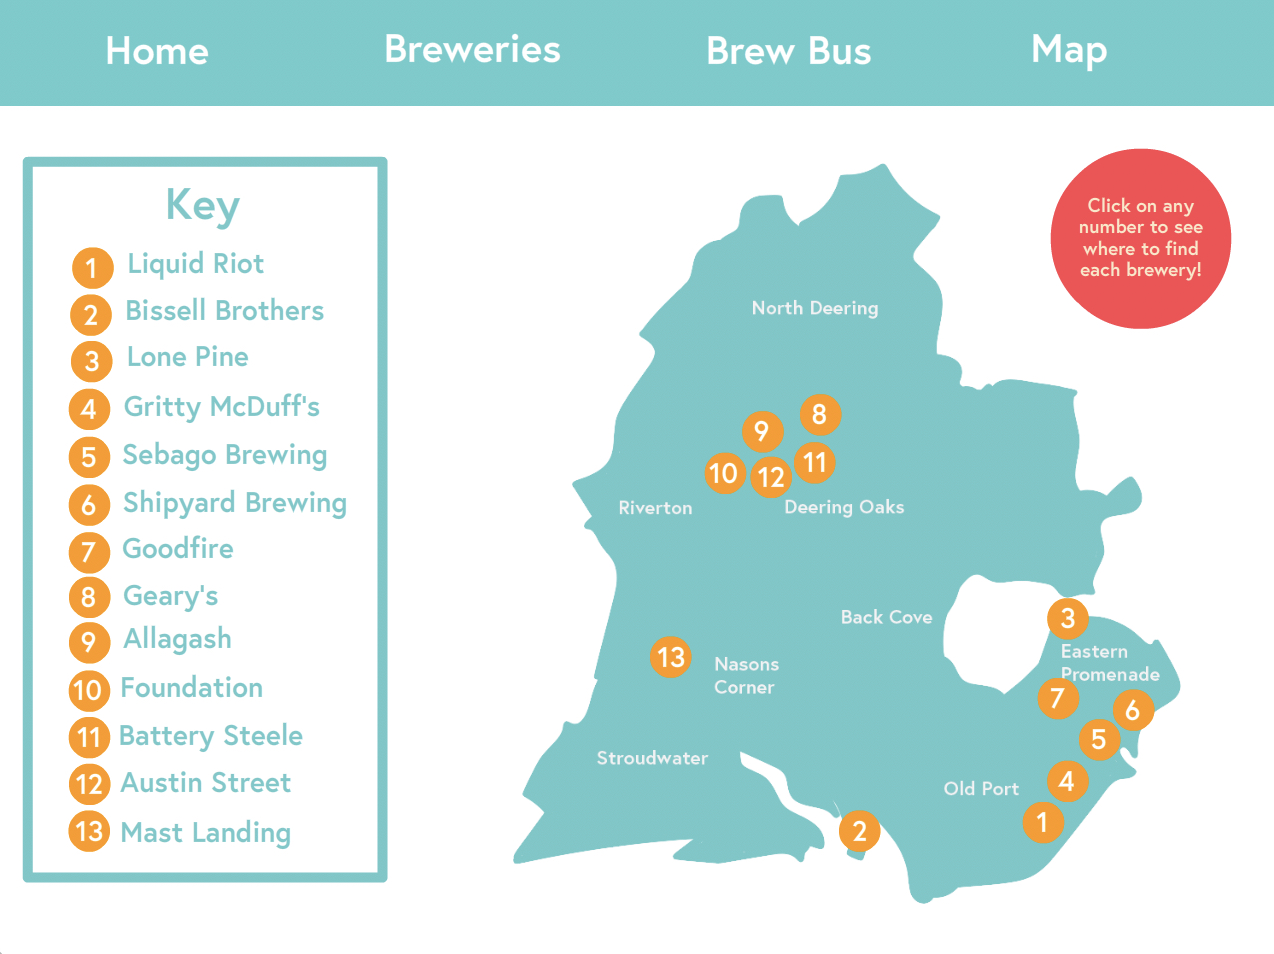 Home Breweries Brew Bus Map
Key
1 Liquid Riot
2 Bissell Brothers
3 Lone Pine
4 Gritty McDuff's
5 Sebago Brewing
6 Shipyard Brewing
7 Goodfire
8 Geary's
9 Allagash
10 Foundation
11 Battery Steele
12 Austin Street
13 Mast Landing
Click on any
number to see
where to find
each brewery!
North Deering
8
9
11
10
12
Riverton
Deering Oaks
Back Cove
3
Eastern
Promenade
13
Nasons
Corner
7
6
5
Stroudwater
4
Old Port
1
2